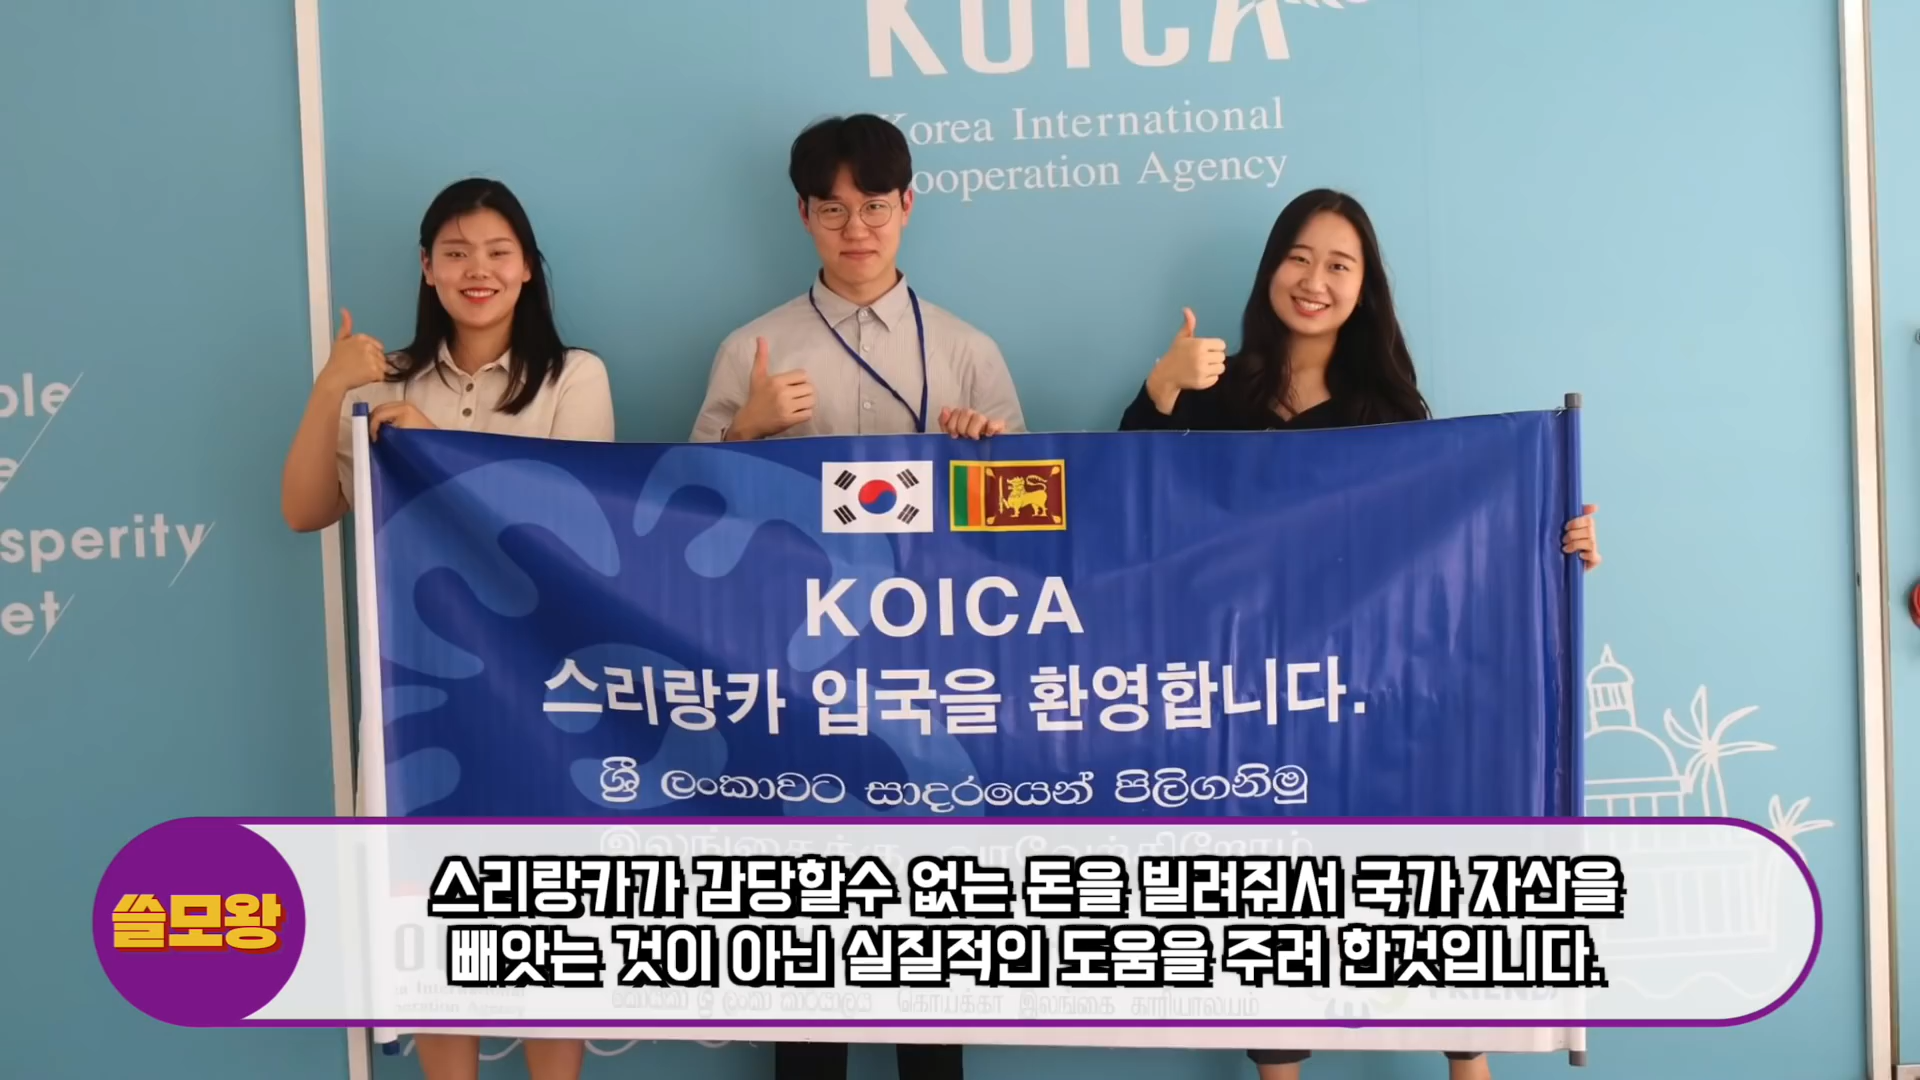 KOICA
Korea International
Cooperation Agency
sperity
KOICA
스리랑카 입국을 환영합니다.
ශ්‍රී ලංකාවට සාදරයෙන් පිළිගනිමු
இலங்கைக்கு வரவேற்கிறோம்
쓸모왕
스리랑카가 감당할수 없는 돈을 빌려줘서 국가 자산을
빼앗는 것이 아닌 실질적인 도움을 주려 한것입니다.